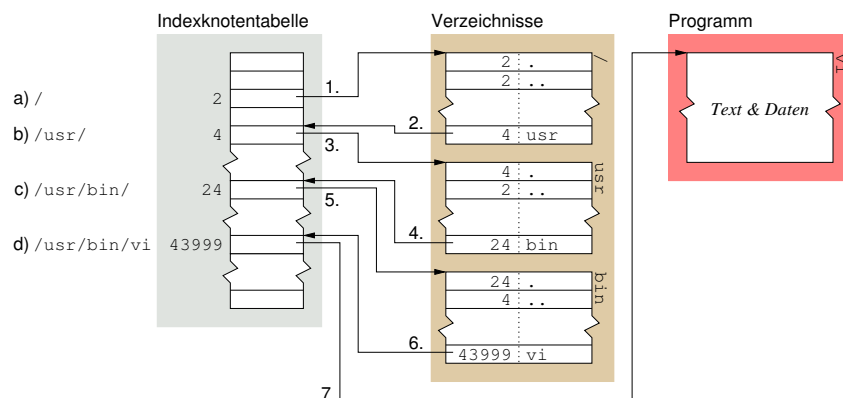 Indexknotentabelle
Verzeichnisse
Programm
a) / 2
b) /usr/ 4
c) /usr/bin/ 24
d) /usr/bin/vi 43999
1.
2.
3.
4.
5.
6.
7
/
2 .
2 ..
4 usr
usr
4 .
2 ..
24 bin
bin
24 .
4 ..
43999 vi
vi
Text & Daten